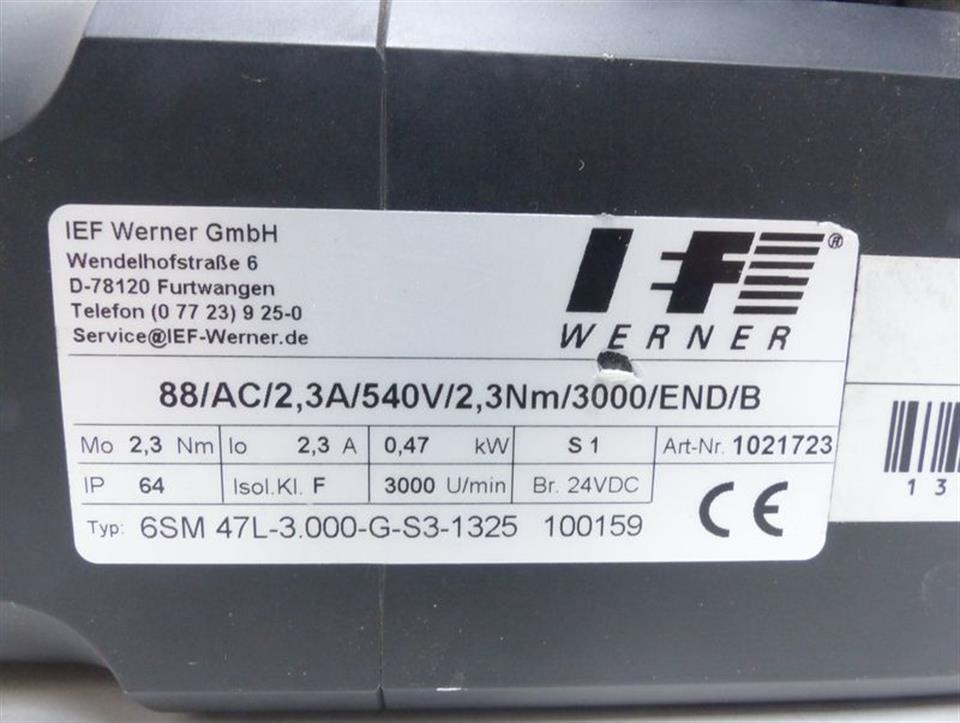 IEF Werner GmbH
Wendelhofstraße 6
D-78120 Furtwangen
Telefon (0 77 23) 9 25-0
Service@IEF-Werner.de
IEF ®
WERNER
88/AC/2,3A/540V/2,3Nm/3000/END/B
Mo 2,3 Nm Io 2,3 A 0,47 kW S 1 Art-Nr. 1021723
IP 64 Isol.Kl. F 3000 U/min Br. 24VDC
Typ: 6SM 47L-3.000-G-S3-1325 100159
CE
13